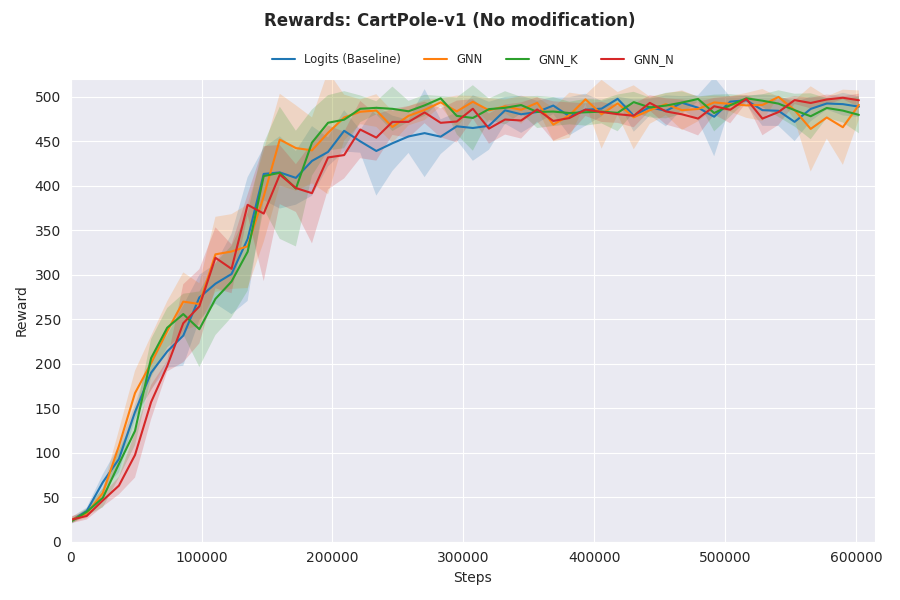 Rewards: CartPole-v1 (No modification)
Logits (Baseline) GNN GNN_K GNN_N
500
450
400
350
300
250
200
150
100
50
0
Reward
0 100000 200000 300000 400000 500000 600000
Steps